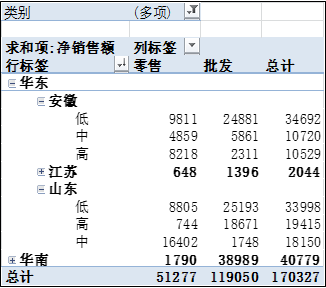 类别 (多项)
求和项:净销售额 列标签
行标签 零售 批发 总计
华东
安徽
低 9811 24881 34692
中 4859 5861 10720
高 8218 2311 10529
江苏 648 1396 2044
山东
低 8805 25193 33998
高 744 18671 19415
中 16402 1748 18150
华南 1790 38989 40779
总计 51277 119050 170327